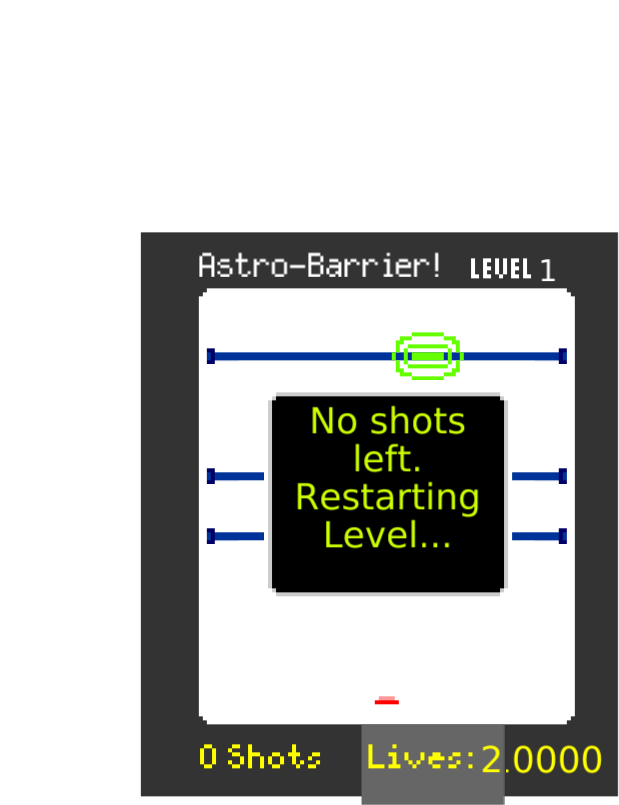 Astro-Barrier! LEVEL 1
No shots
left.
Restarting
Level...
0 Shots Lives:2.0000